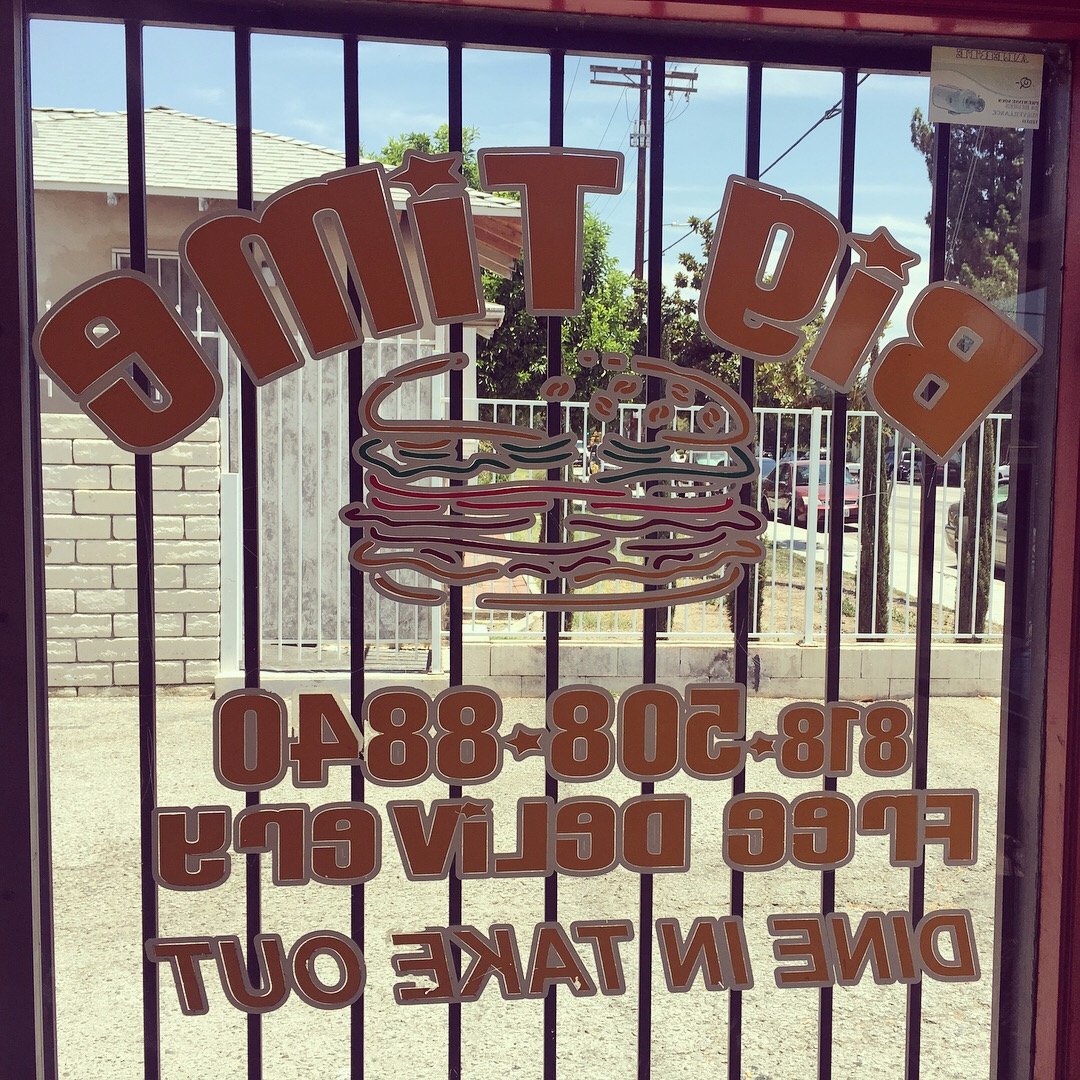 Big Time
818★508★8840
Free Delivery
DINE IN TAKE OUT